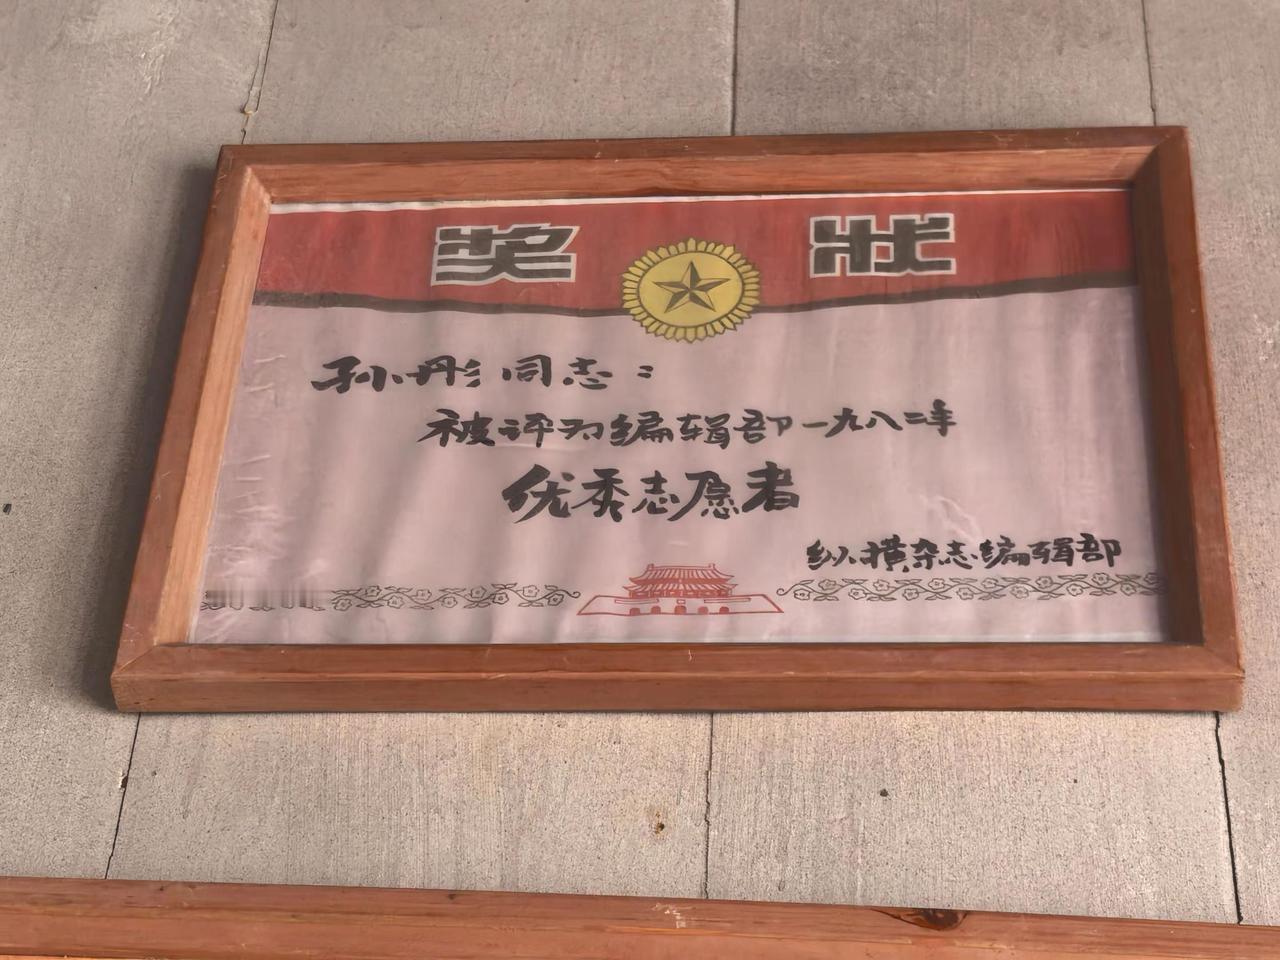 奖状
孙彤同志：
被评为编辑部一九八二年
优秀志愿者
纵横杂志编辑部